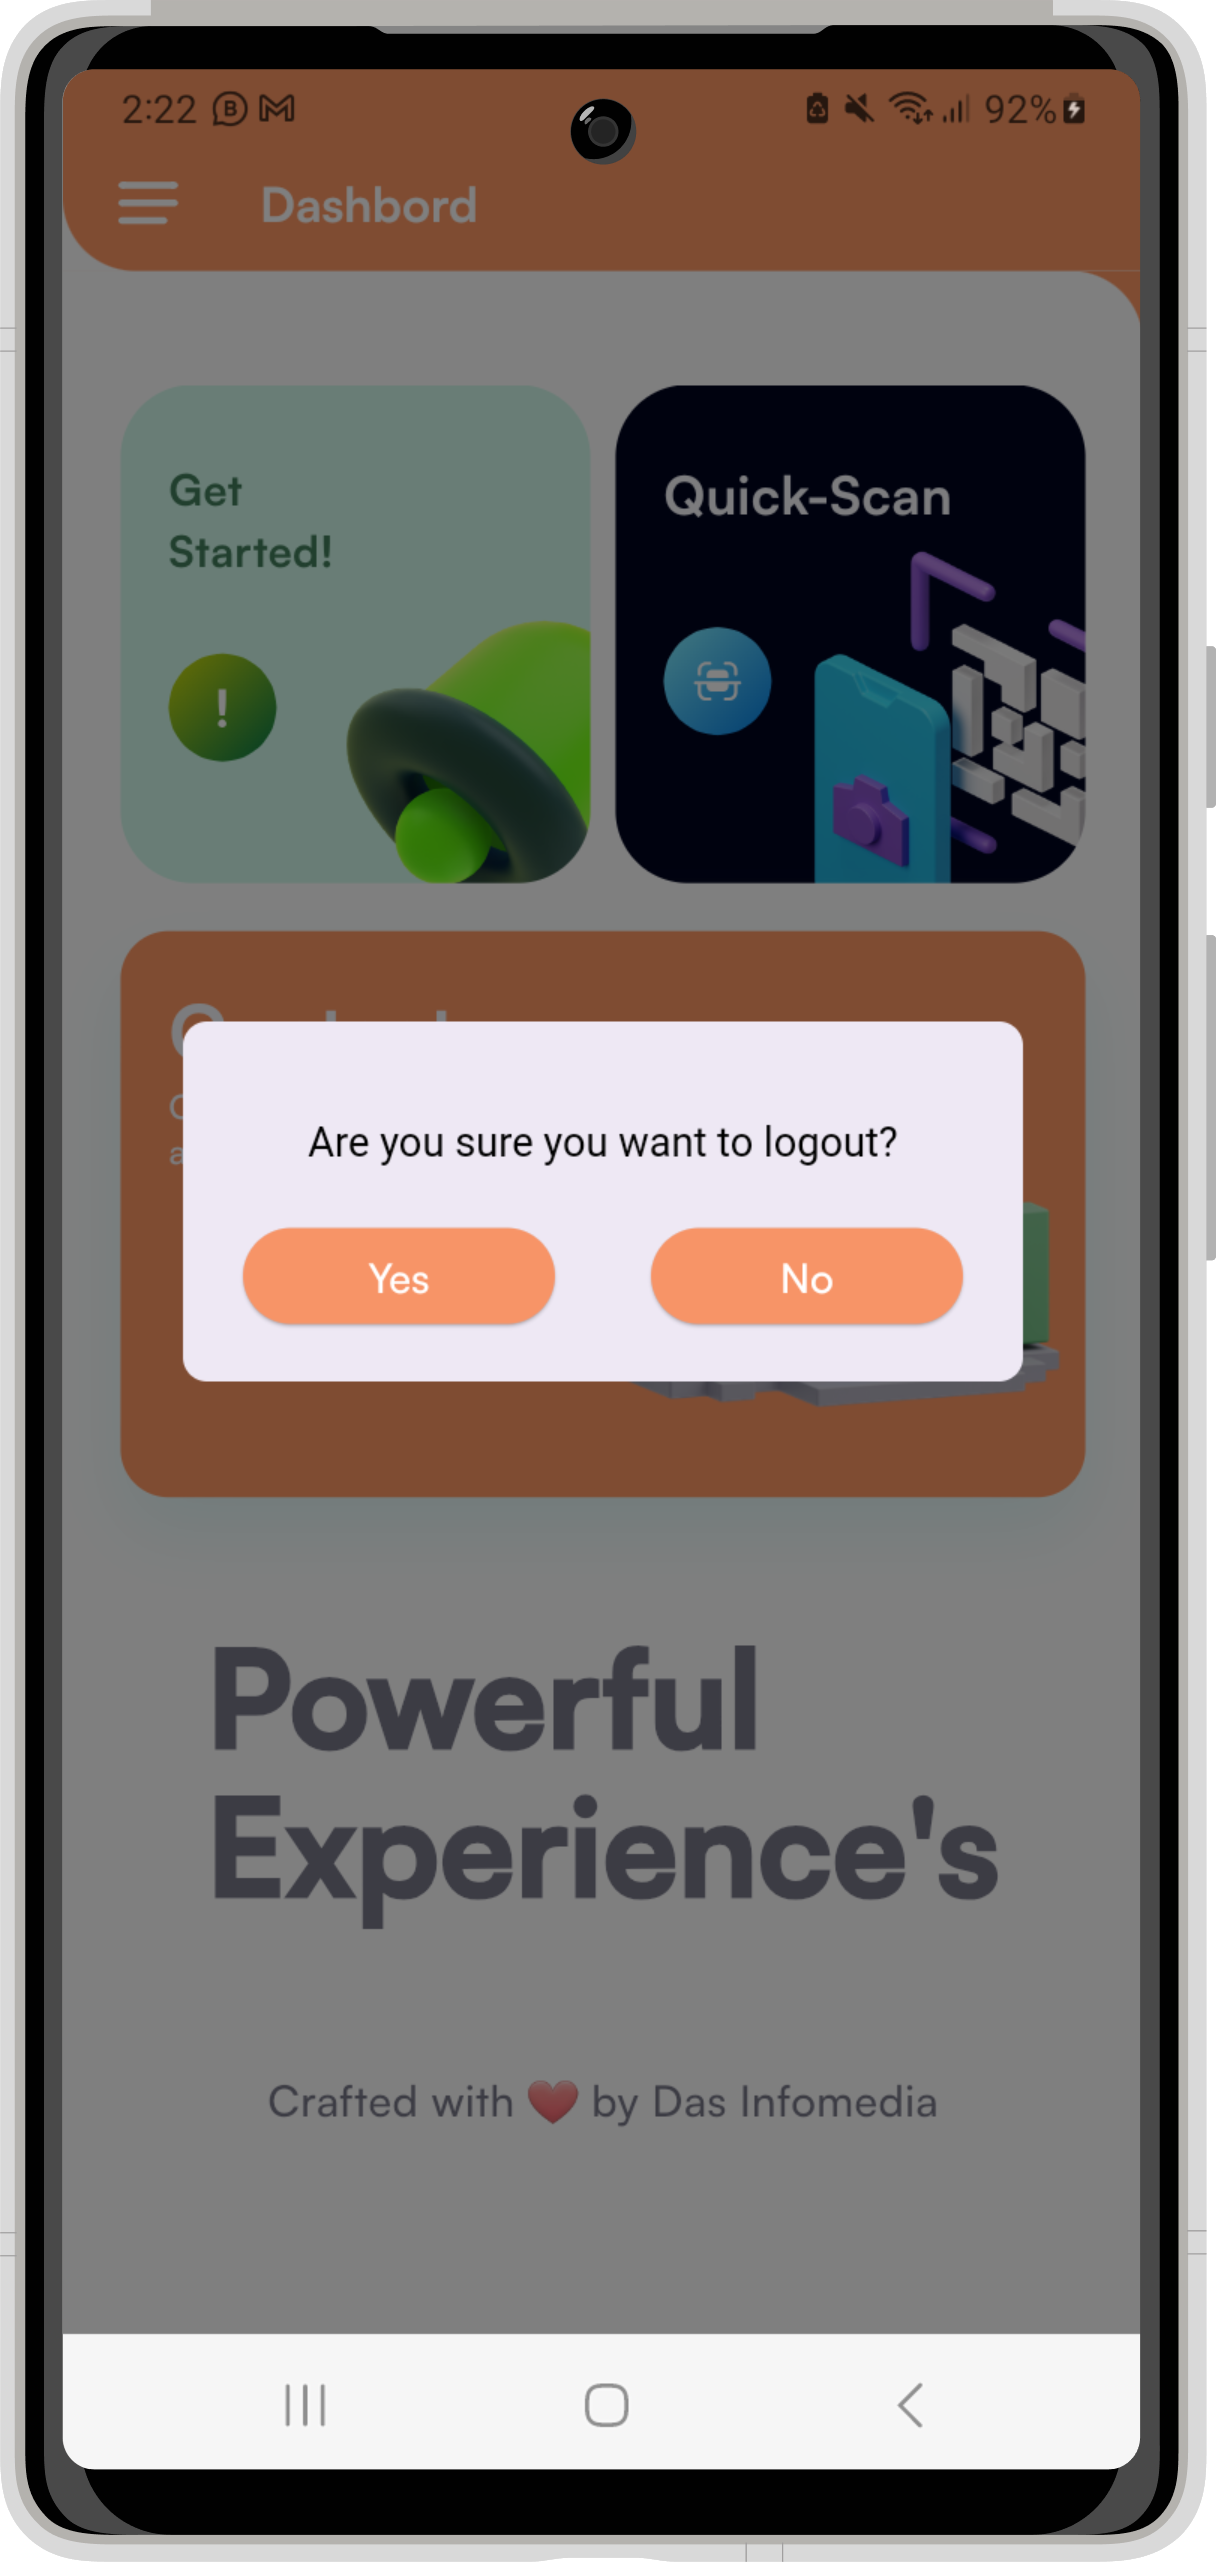 2:22
92%
Dashbord
Get
Started!
Quick-Scan
Are you sure you want to logout?
Yes
No
Powerful
Experience's
Crafted with ❤️ by Das Infomedia